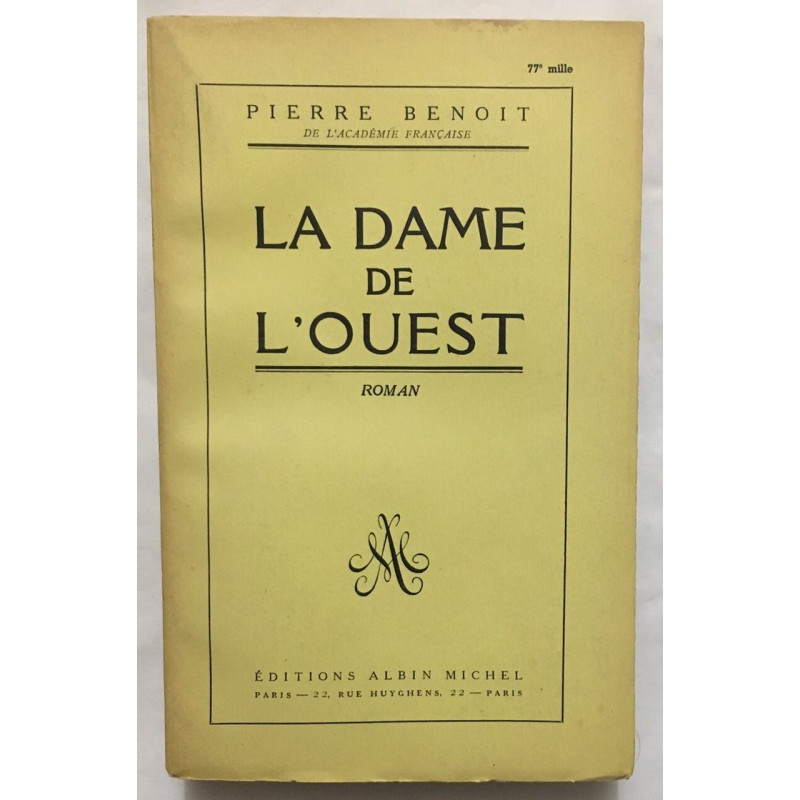 77e mille
PIERRE BENOIT
DE L'ACADÉMIE FRANÇAISE
LA DAME
DE
L'OUEST
ROMAN
AM
ÉDITIONS ALBIN MICHEL
PARIS — 22, RUE HUYGHENS, 22 — PARIS